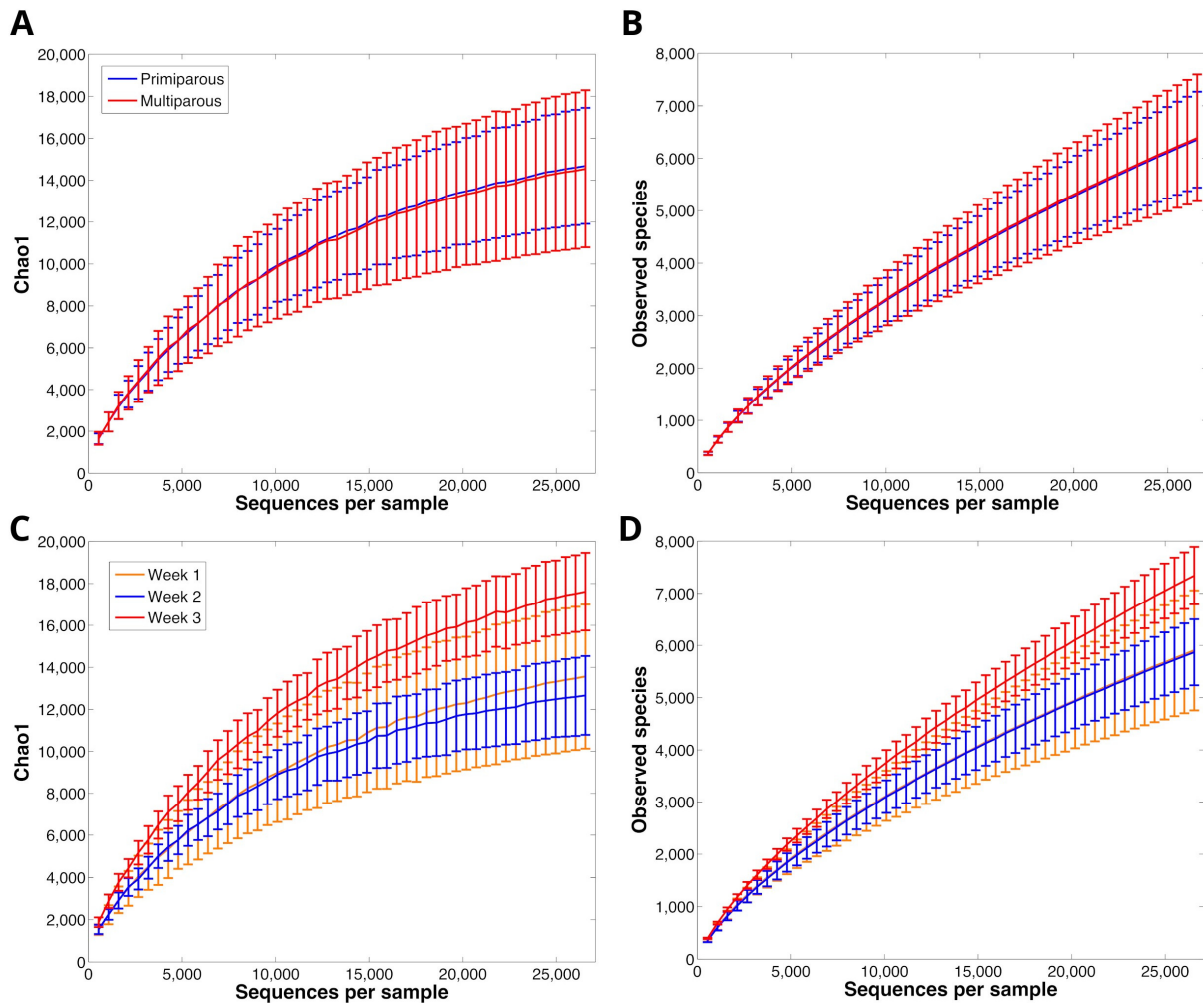 A
20,000
18,000
16,000
14,000
12,000
10,000
8,000
6,000
4,000
2,000
0
Chao1
Primiparous
Multiparous
0 5,000 10,000 15,000 20,000 25,000
Sequences per sample
B
8,000
7,000
6,000
5,000
4,000
3,000
2,000
1,000
0
Observed species
0 5,000 10,000 15,000 20,000 25,000
Sequences per sample
C
20,000
18,000
16,000
14,000
12,000
10,000
8,000
6,000
4,000
2,000
0
Chao1
Week 1
Week 2
Week 3
0 5,000 10,000 15,000 20,000 25,000
Sequences per sample
D
8,000
7,000
6,000
5,000
4,000
3,000
2,000
1,000
0
Observed species
5,000 10,000 15,000 20,000 25,000
Sequences per sample